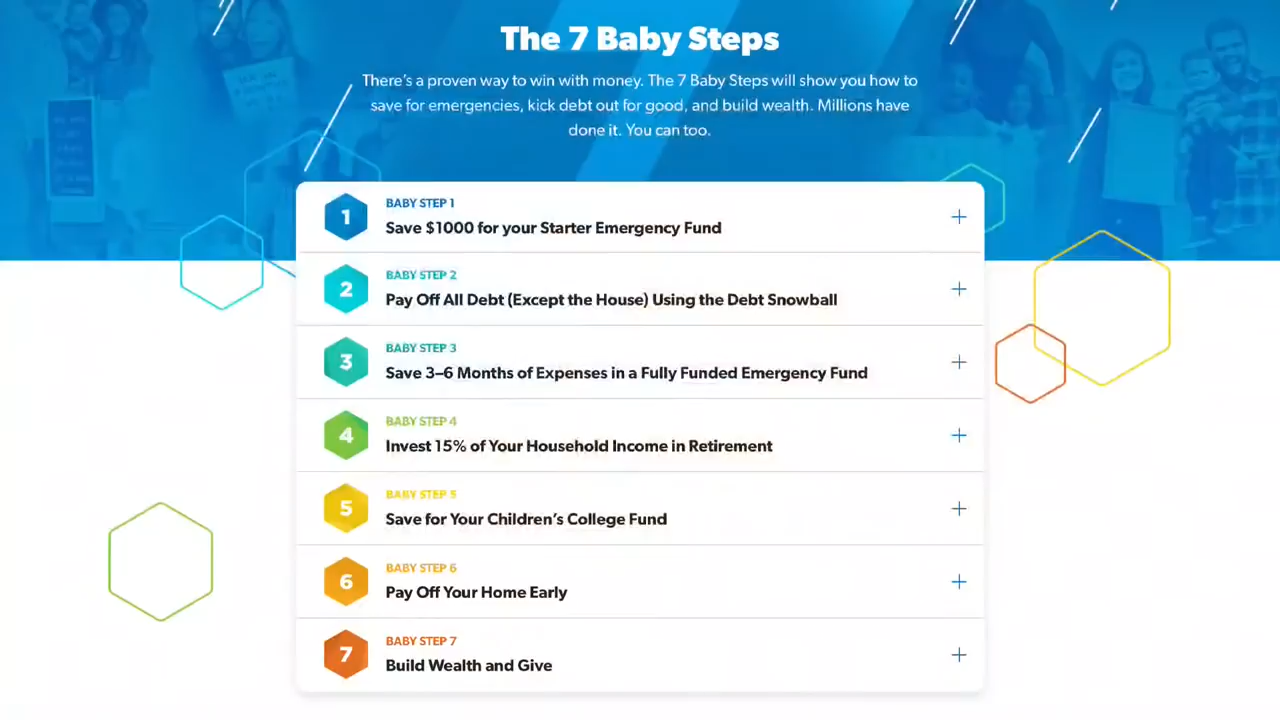 The 7 Baby Steps
There's a proven way to win with money. The 7 Baby Steps will show you how to
save for emergencies, kick debt out for good, and build wealth. Millions have
done it. You can too.
1
BABY STEP 1
Save $1000 for your Starter Emergency Fund
2
BABY STEP 2
Pay Off All Debt (Except the House) Using the Debt Snowball
3
BABY STEP 3
Save 3–6 Months of Expenses in a Fully Funded Emergency Fund
4
BABY STEP 4
Invest 15% of Your Household Income in Retirement
5
BABY STEP 5
Save for Your Children's College Fund
6
BABY STEP 6
Pay Off Your Home Early
7
BABY STEP 7
Build Wealth and Give